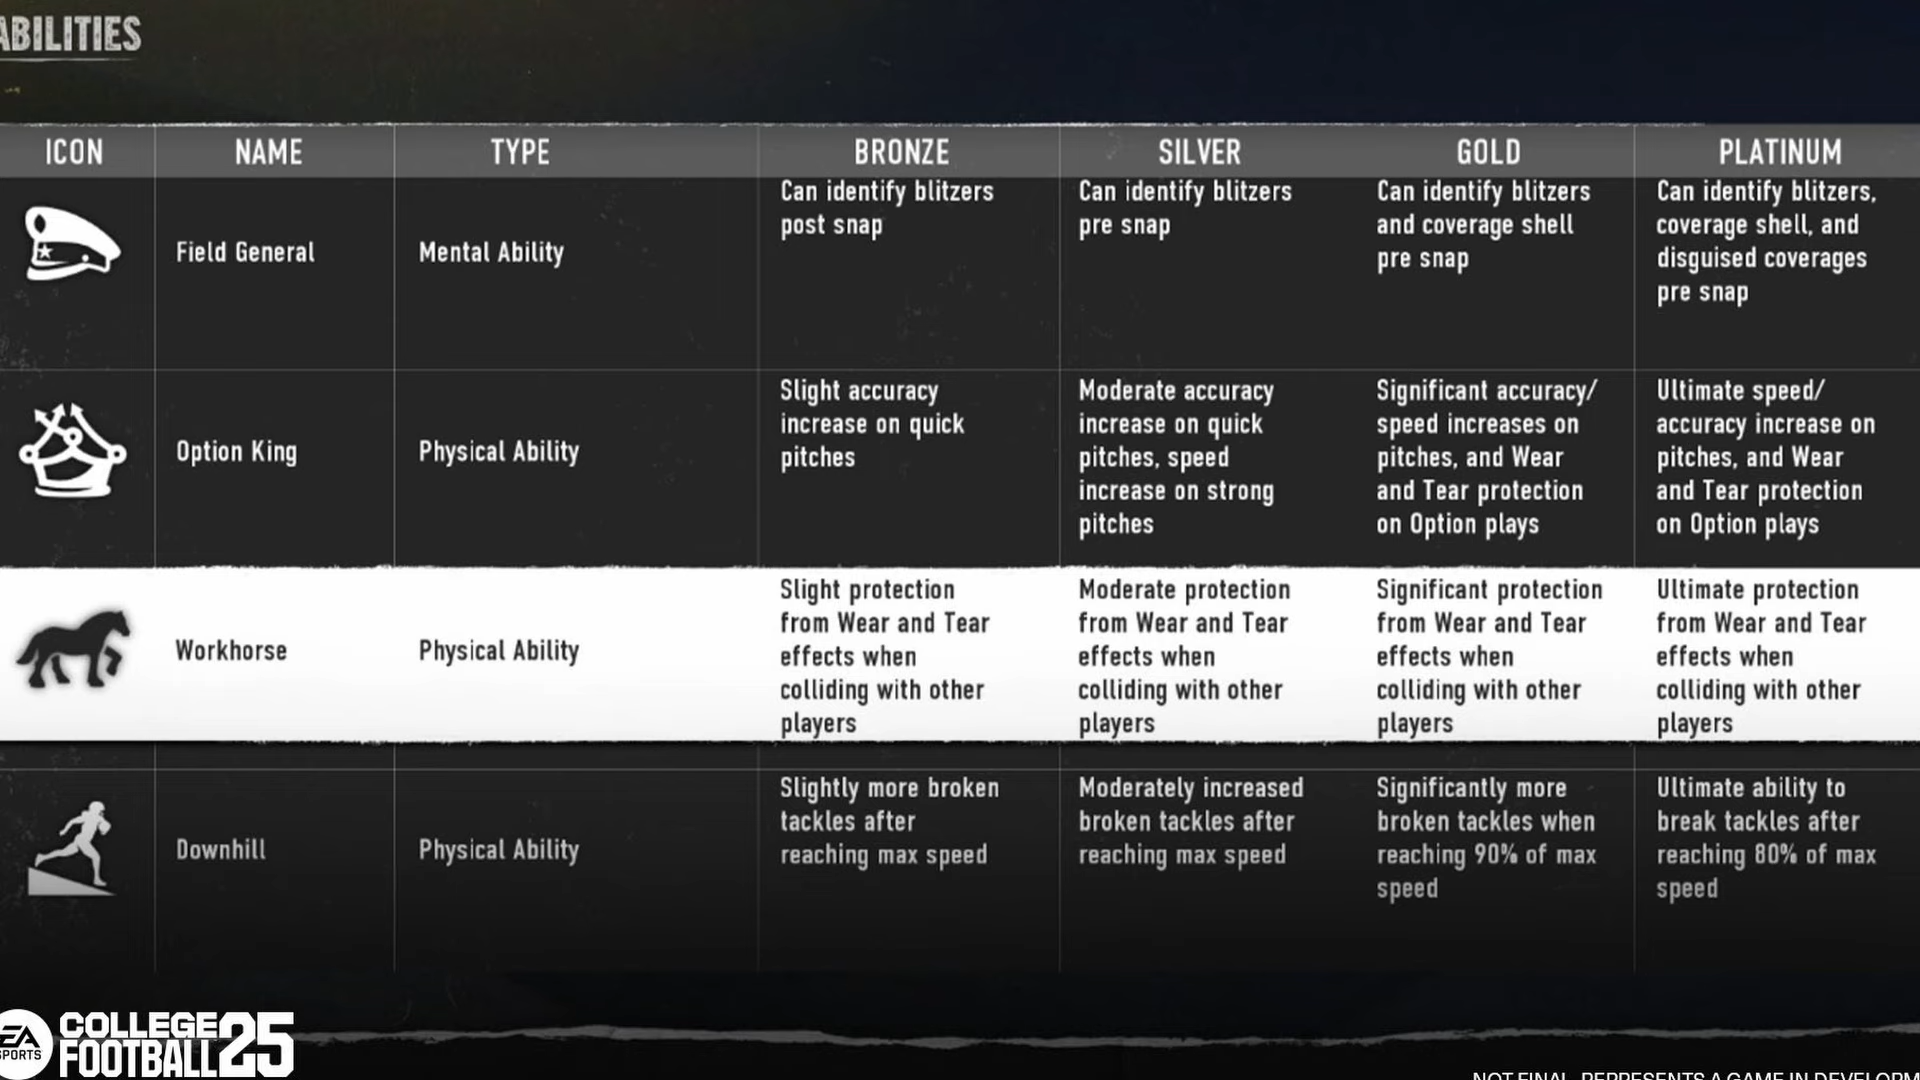 ABILITIES
ICON NAME TYPE BRONZE SILVER GOLD PLATINUM
Field General
Mental Ability
Can identify blitzers
post snap
Can identify blitzers
pre snap
Can identify blitzers
and coverage shell
pre snap
Can identify blitzers,
coverage shell, and
disguised coverages
pre snap
Option King
Physical Ability
Slight accuracy
increase on quick
pitches
Moderate accuracy
increase on quick
pitches, speed
increase on strong
pitches
Significant accuracy/
speed increases on
pitches, and Wear
and Tear protection
on Option plays
Ultimate speed/
accuracy increase on
pitches, and Wear
and Tear protection
on Option plays
Workhorse
Physical Ability
Slight protection
from Wear and Tear
effects when
colliding with other
players
Moderate protection
from Wear and Tear
effects when
colliding with other
players
Significant protection
from Wear and Tear
effects when
colliding with other
players
Ultimate protection
from Wear and Tear
effects when
colliding with other
players
Downhill
Physical Ability
Slightly more broken
tackles after
reaching max speed
Moderately increased
broken tackles after
reaching max speed
Significantly more
broken tackles when
reaching 90% of max
speed
Ultimate ability to
break tackles after
reaching 80% of max
speed
EA
SPORTS
COLLEGE
FOOTBALL 25
NOT FINAL. REPRESENTS A GAME IN DEVELOPM